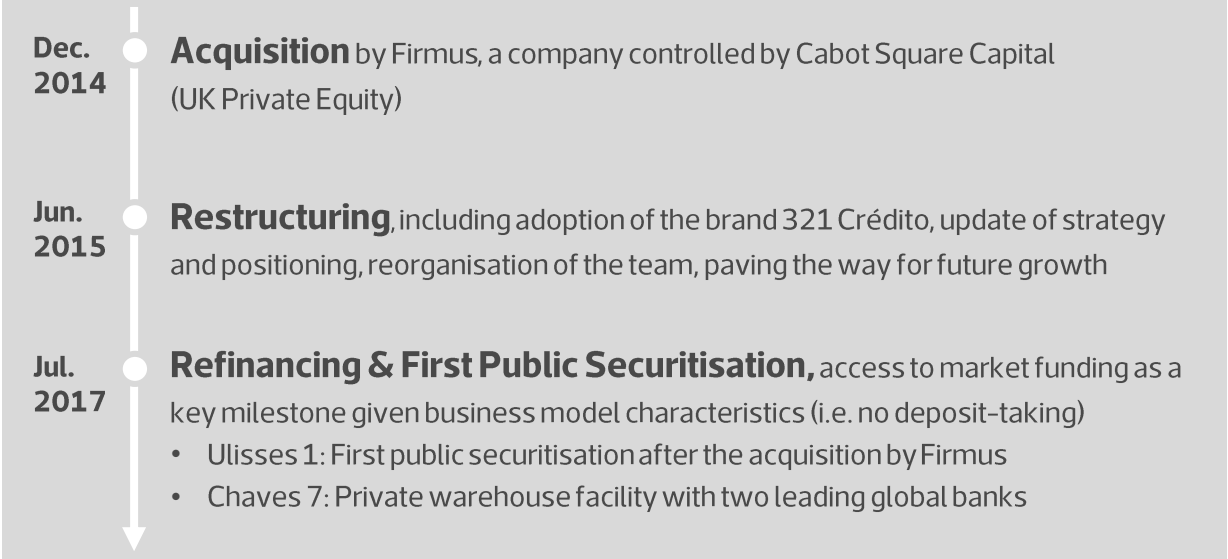 Dec.
2014
Acquisition by Firmus, a company controlled by Cabot Square Capital
(UK Private Equity)
Jun.
2015
Restructuring, including adoption of the brand 321 Crédito, update of strategy
and positioning, reorganisation of the team, paving the way for future growth
Jul.
2017
Refinancing & First Public Securitisation, access to market funding as a
key milestone given business model characteristics (i.e. no deposit-taking)
• Ulisses 1: First public securitisation after the acquisition by Firmus
• Chaves 7: Private warehouse facility with two leading global banks